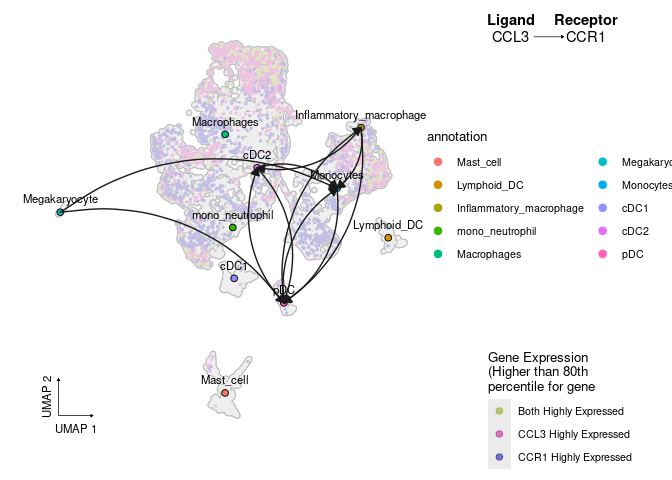 Ligand Receptor
CCL3 CCR1
Macrophages
Inflammatory_macrophage
cDC2
Monocytes
Megakaryocyte
mono_neutrophil
Lymphoid_DC
cDC1
pDC
Mast_cell
annotation
Mast_cell
Lymphoid_DC
Inflammatory_macrophage
mono_neutrophil
Macrophages
Megakaryo
Monocytes
cDC1
cDC2
pDC
UMAP 2
UMAP 1
Gene Expression
(Higher than 80th
percentile for gene
Both Highly Expressed
CCL3 Highly Expressed
CCR1 Highly Expressed